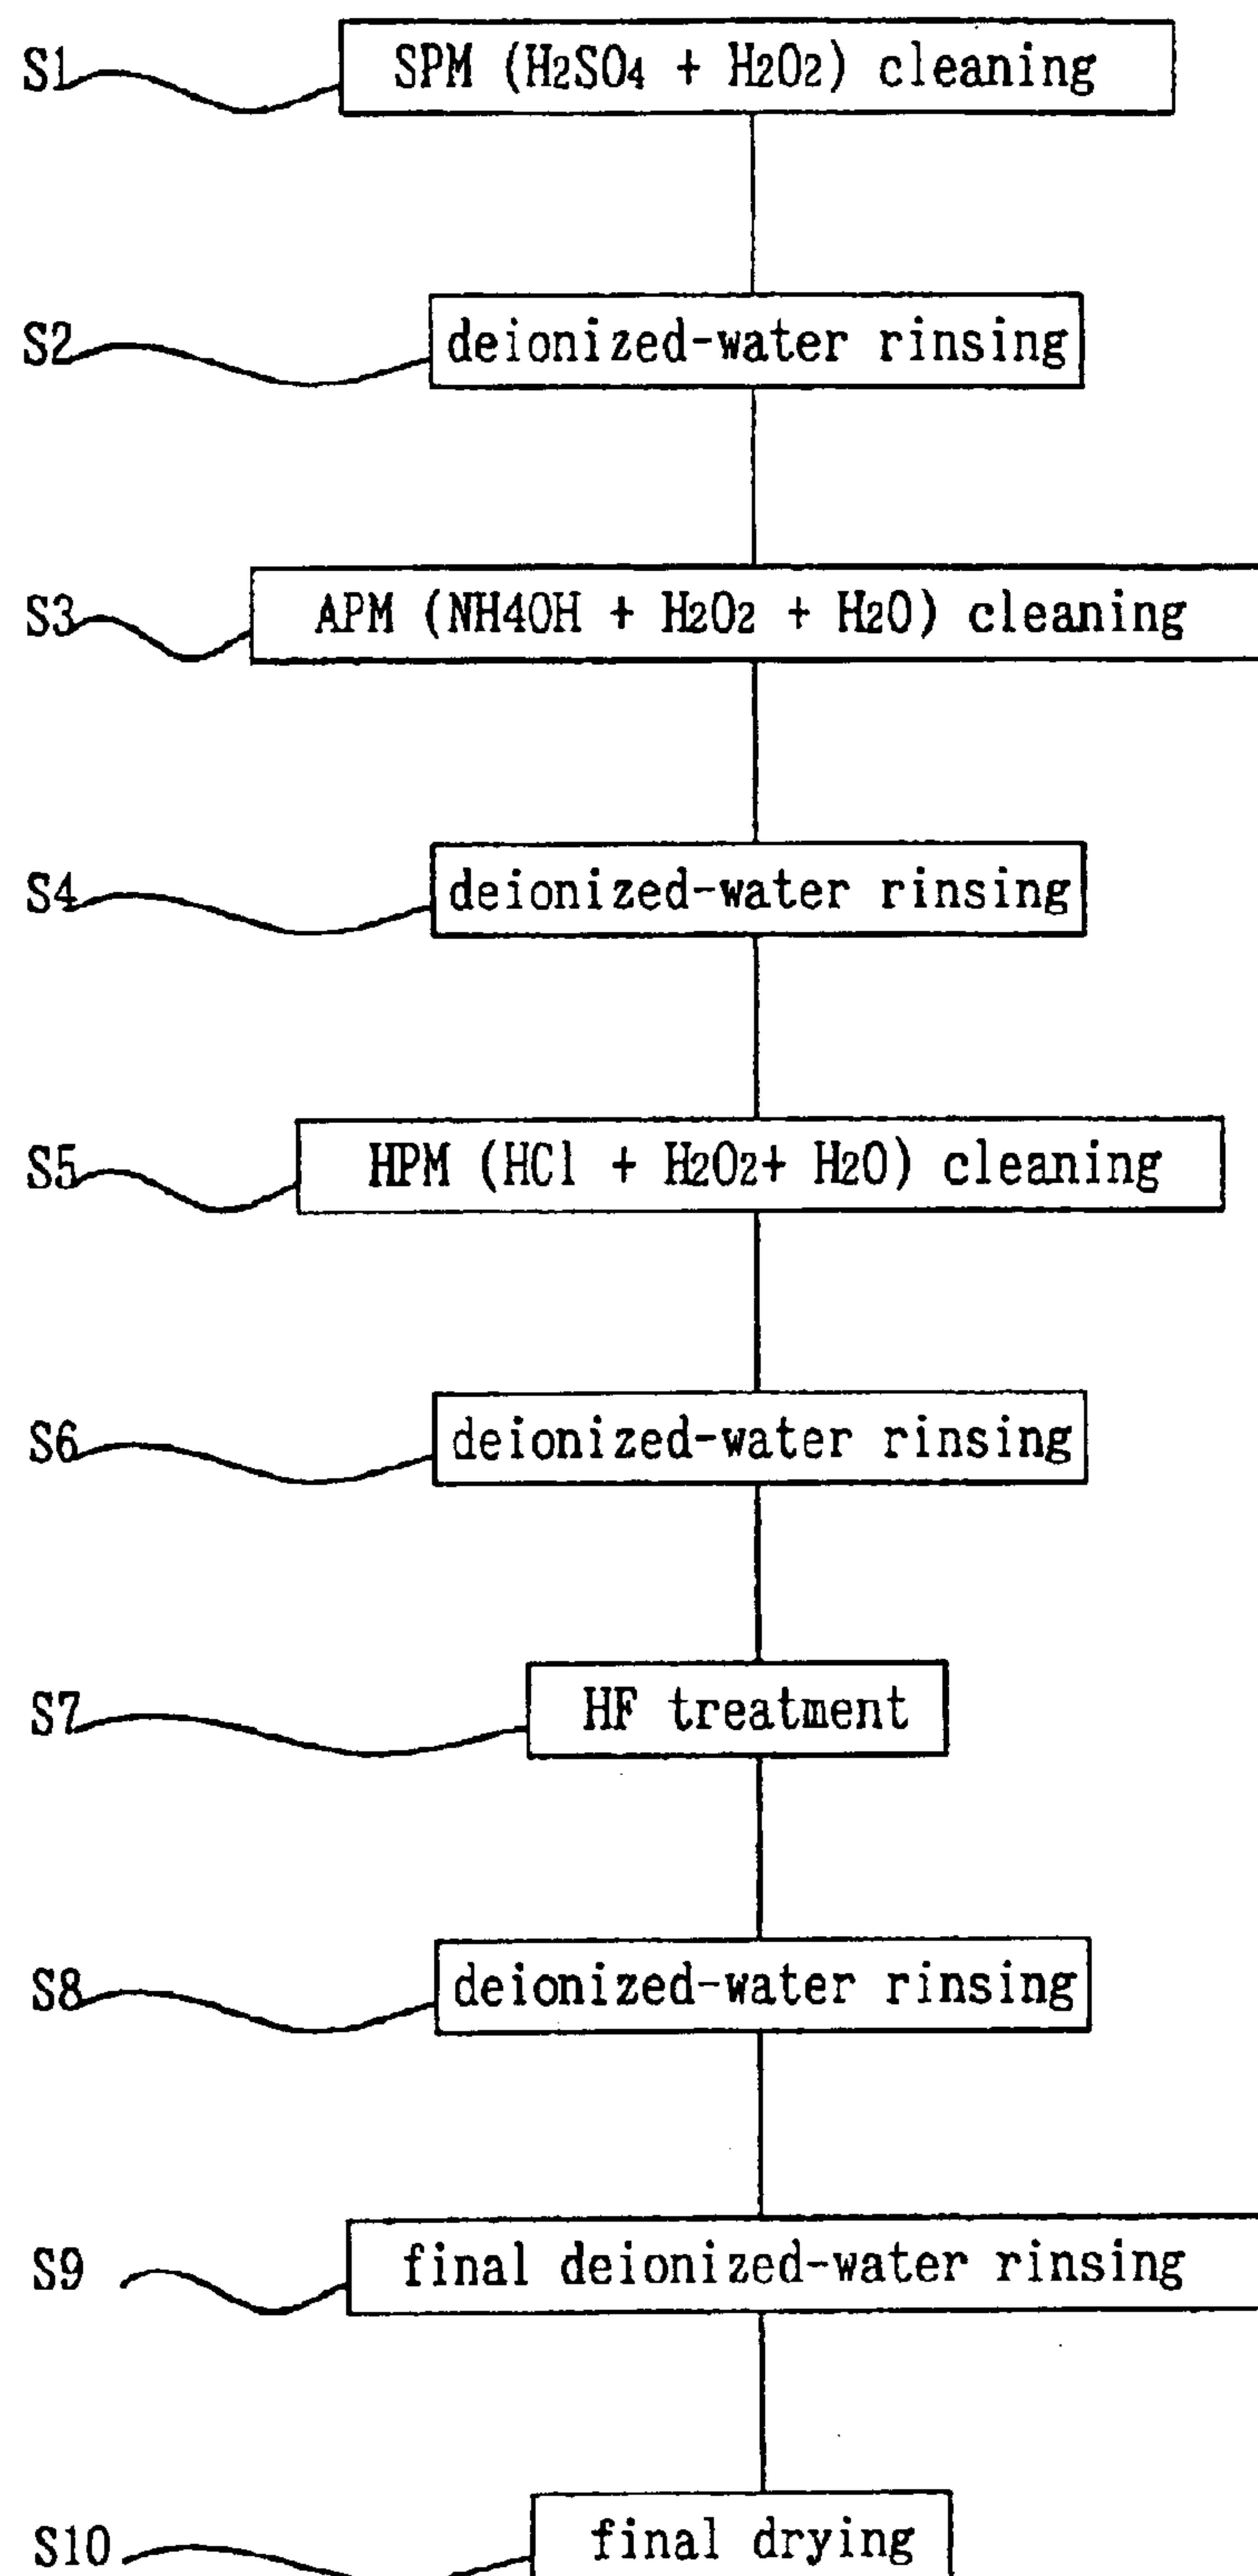 S1 SPM (H2SO4 + H2O2) cleaning
S2 deionized-water rinsing
S3 APM (NH4OH + H2O2 + H2O) cleaning
S4 deionized-water rinsing
S5 HPM (HCl + H2O2+ H2O) cleaning
S6 deionized-water rinsing
S7 HF treatment
S8 deionized-water rinsing
S9 final deionized-water rinsing
S10 final drying